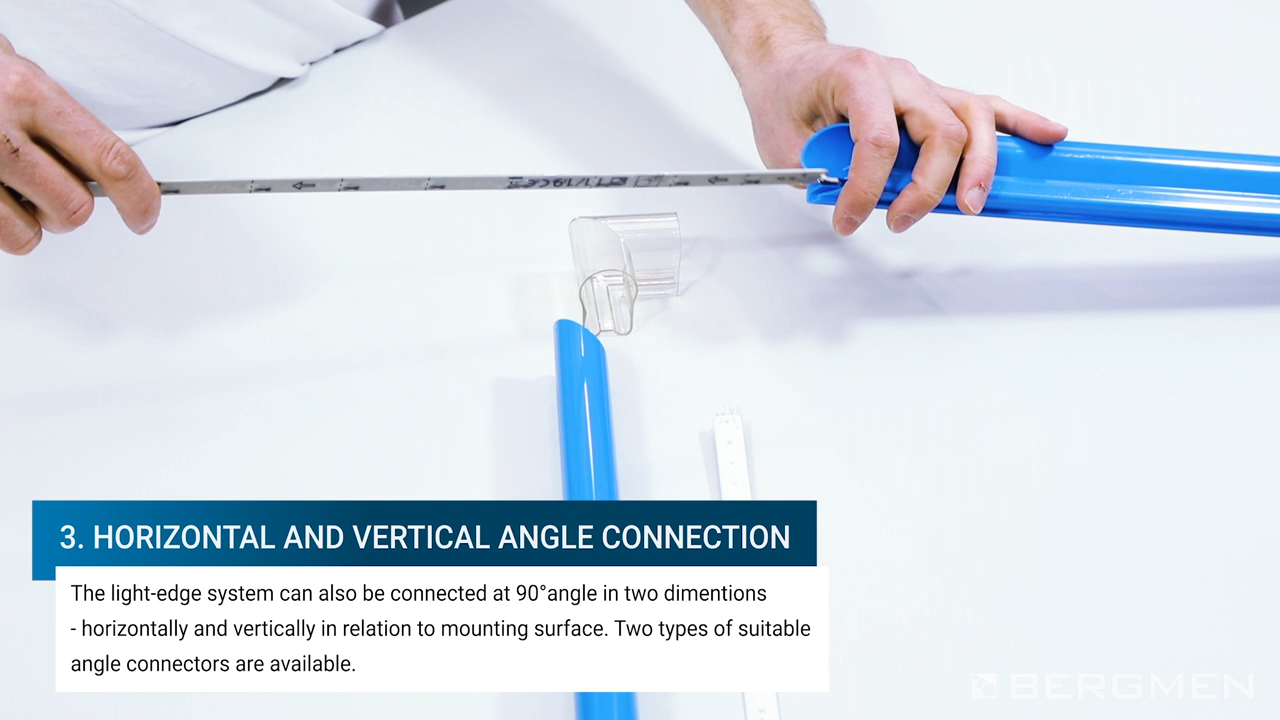 3. HORIZONTAL AND VERTICAL ANGLE CONNECTION
The light-edge system can also be connected at 90°angle in two dimentions
- horizontally and vertically in relation to mounting surface. Two types of suitable
angle connectors are available.
BERGMEN